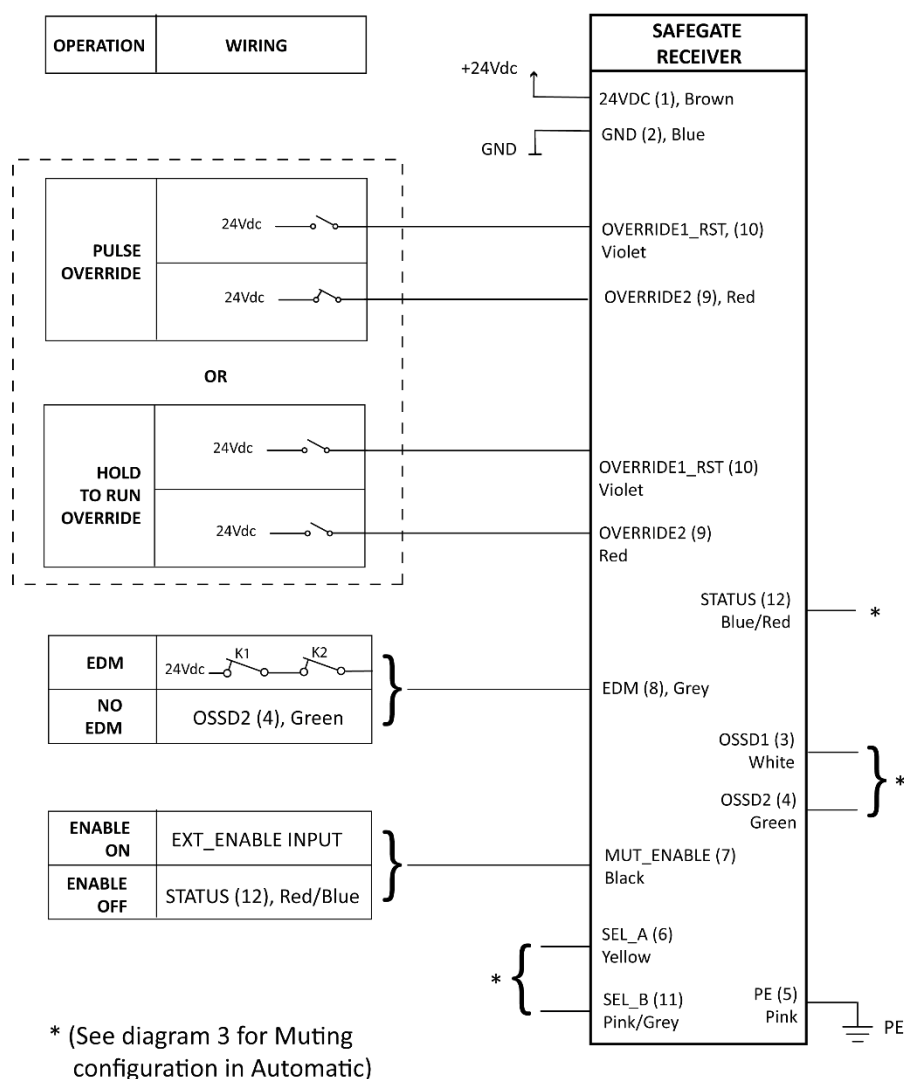 OPERATION WIRING
SAFEGATE
RECEIVER
+24Vdc
24VDC (1), Brown
GND
GND (2), Blue
PULSE
OVERRIDE
24Vdc
24Vdc
OVERRIDE1_RST, (10)
Violet
OVERRIDE2 (9), Red
OR
HOLD
TO RUN
OVERRIDE
24Vdc
24Vdc
OVERRIDE1_RST (10)
Violet
OVERRIDE2 (9)
Red
STATUS (12)
Blue/Red
*
EDM
24Vdc K1 K2
NO
EDM
OSSD2 (4), Green
EDM (8), Grey
OSSD1 (3)
White
OSSD2 (4)
Green
*
ENABLE
ON
EXT_ENABLE INPUT
ENABLE
OFF
STATUS (12), Red/Blue
MUT_ENABLE (7)
Black
*
SEL_A (6)
Yellow
SEL_B (11)
Pink/Grey
PE (5)
Pink
PE
* (See diagram 3 for Muting
configuration in Automatic)